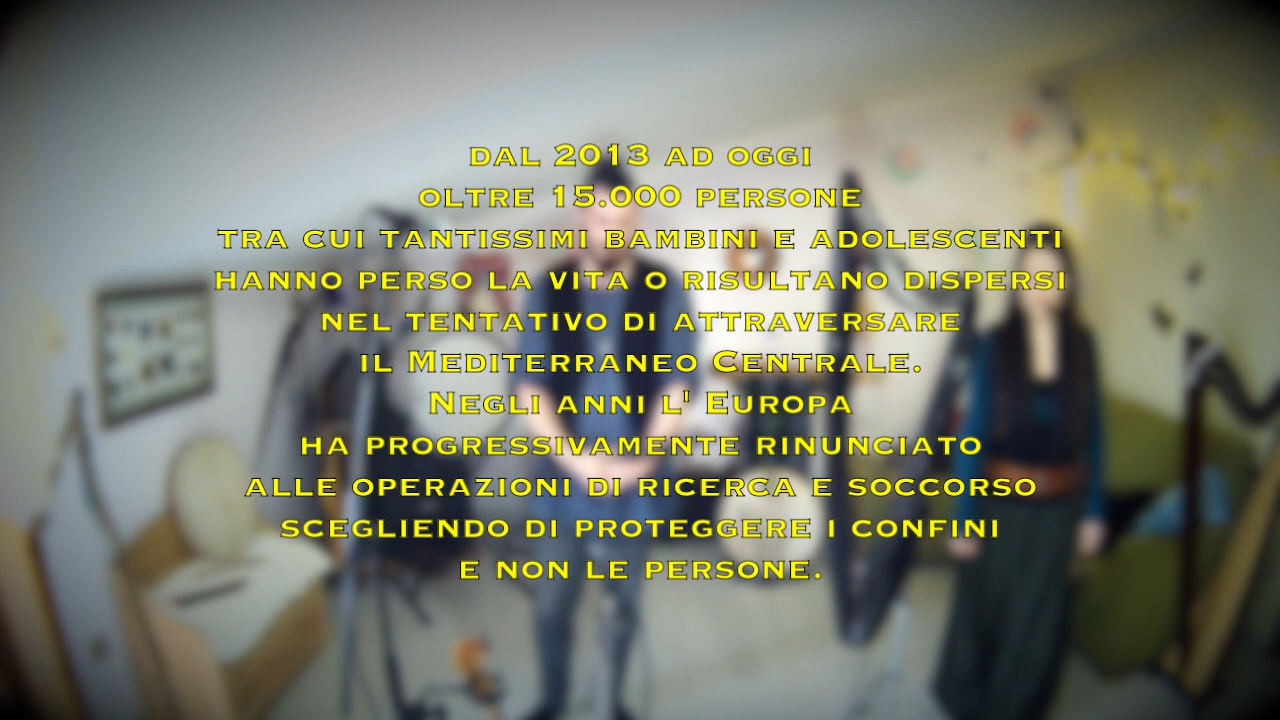 DAL 2013 AD OGGI
OLTRE 15.000 PERSONE
TRA CUI TANTISSIMI BAMBINI E ADOLESCENTI
HANNO PERSO LA VITA O RISULTANO DISPERSI
NEL TENTATIVO DI ATTRAVERSARE
IL MEDITERRANEO CENTRALE.
NEGLI ANNI L' EUROPA
HA PROGRESSIVAMENTE RINUNCIATO
ALLE OPERAZIONI DI RICERCA E SOCCORSO
SCEGLIENDO DI PROTEGGERE I CONFINI
E NON LE PERSONE.